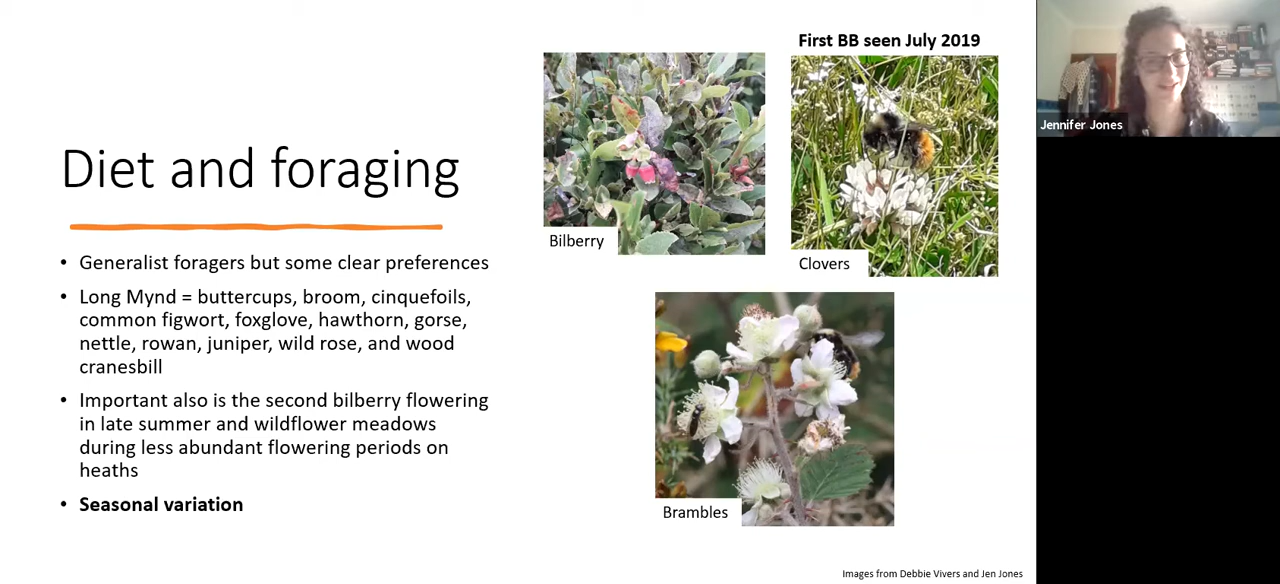 Diet and foraging
• Generalist foragers but some clear preferences
• Long Mynd = buttercups, broom, cinquefoils,
common figwort, foxglove, hawthorn, gorse,
nettle, rowan, juniper, wild rose, and wood
cranesbill
• Important also is the second bilberry flowering
in late summer and wildflower meadows
during less abundant flowering periods on
heaths
• Seasonal variation
First BB seen July 2019
Bilberry
Clovers
Brambles
Images from Debbie Vivers and Jen Jones
Jennifer Jones